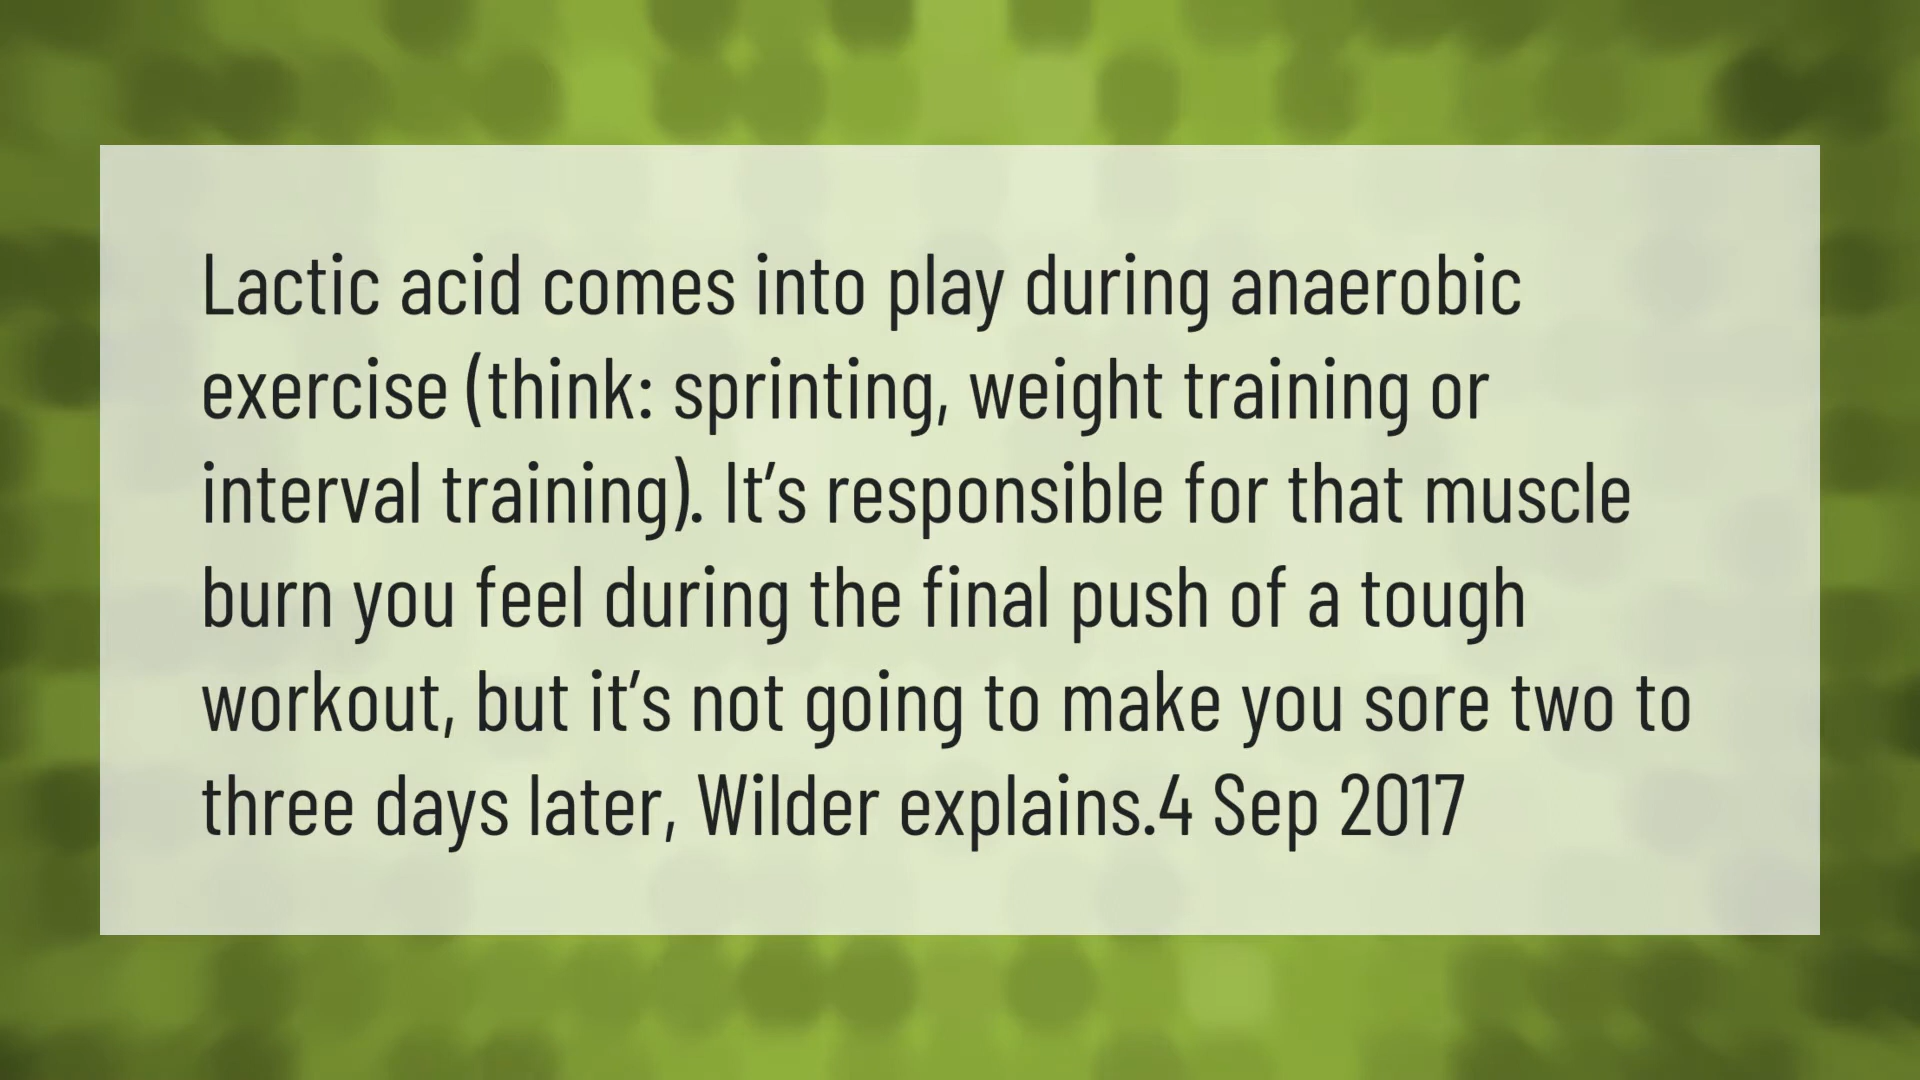 Lactic acid comes into play during anaerobic
exercise (think: sprinting, weight training or
interval training). It’s responsible for that muscle
burn you feel during the final push of a tough
workout, but it’s not going to make you sore two to
three days later, Wilder explains.4 Sep 2017